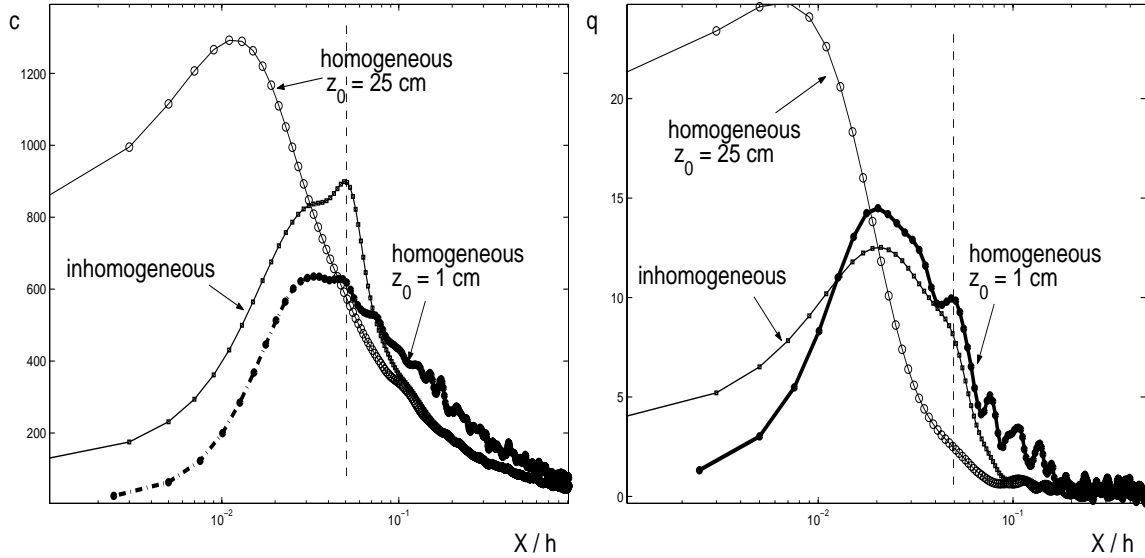 c
1200
1000
800
600
400
200
homogeneous
z₀ = 25 cm
inhomogeneous
homogeneous
z₀ = 1 cm
10⁻²
10⁻¹
X / h
q
20
15
10
5
0
homogeneous
z₀ = 25 cm
inhomogeneous
homogeneous
z₀ = 1 cm
10⁻²
10⁻¹
X / h